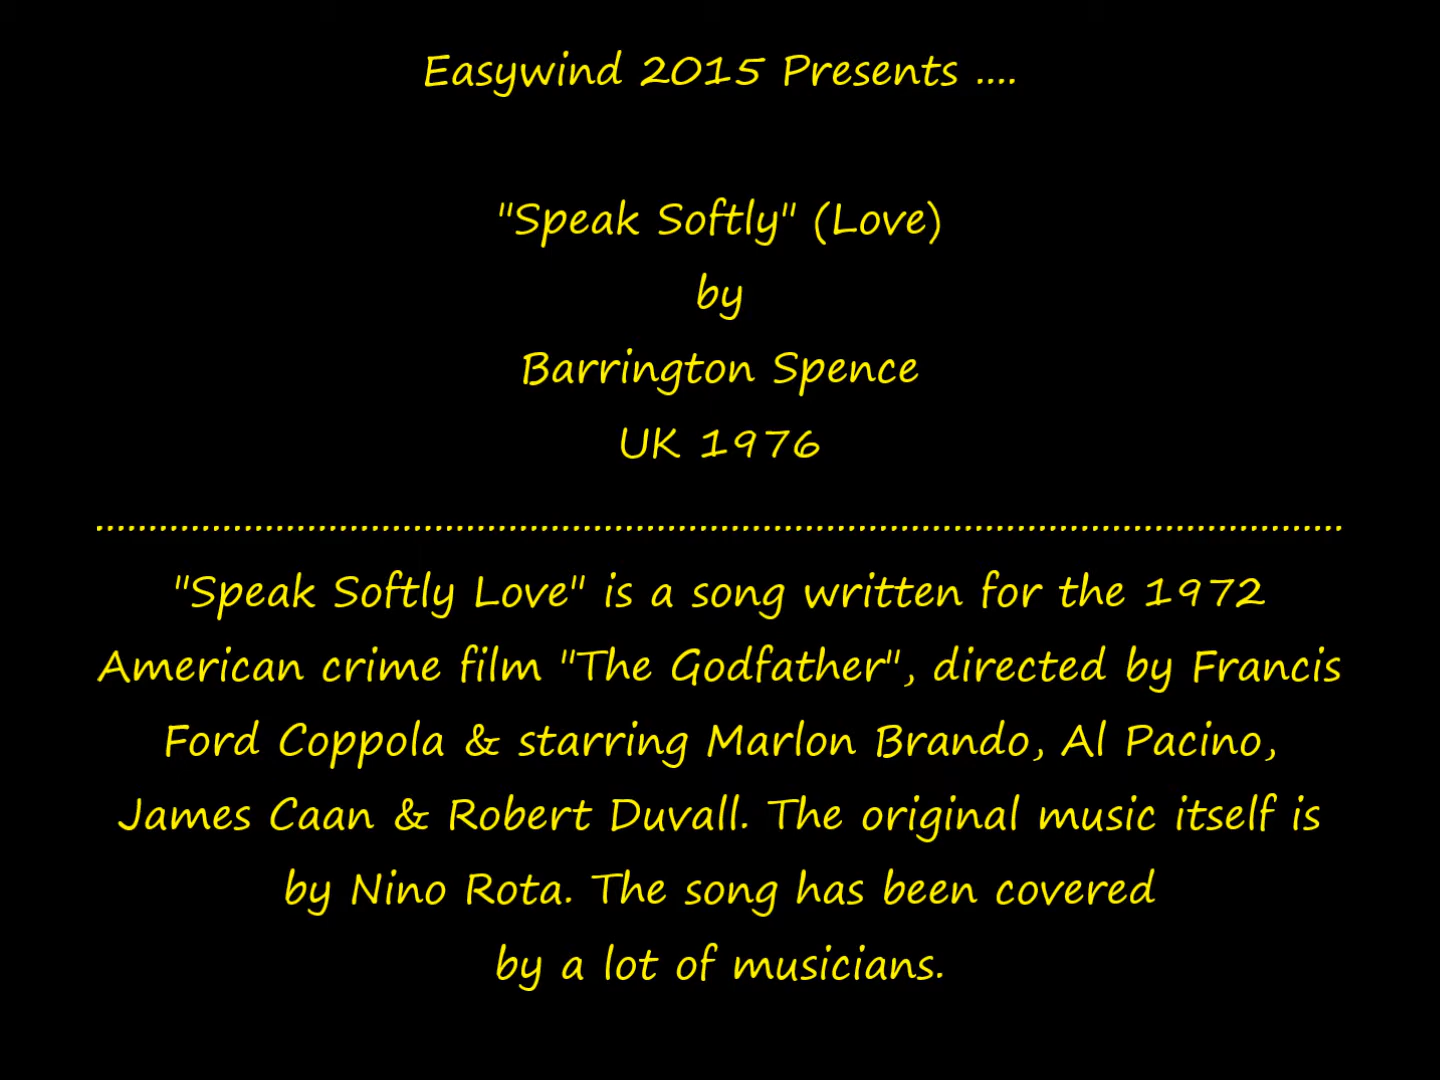 Easywind 2015 Presents ....
"Speak Softly" (Love)
by
Barrington Spence
UK 1976
.....................................................................................................................
"Speak Softly Love" is a song written for the 1972
American crime film "The Godfather", directed by Francis
Ford Coppola & starring Marlon Brando, Al Pacino,
James Caan & Robert Duvall. The original music itself is
by Nino Rota. The song has been covered
by a lot of musicians.